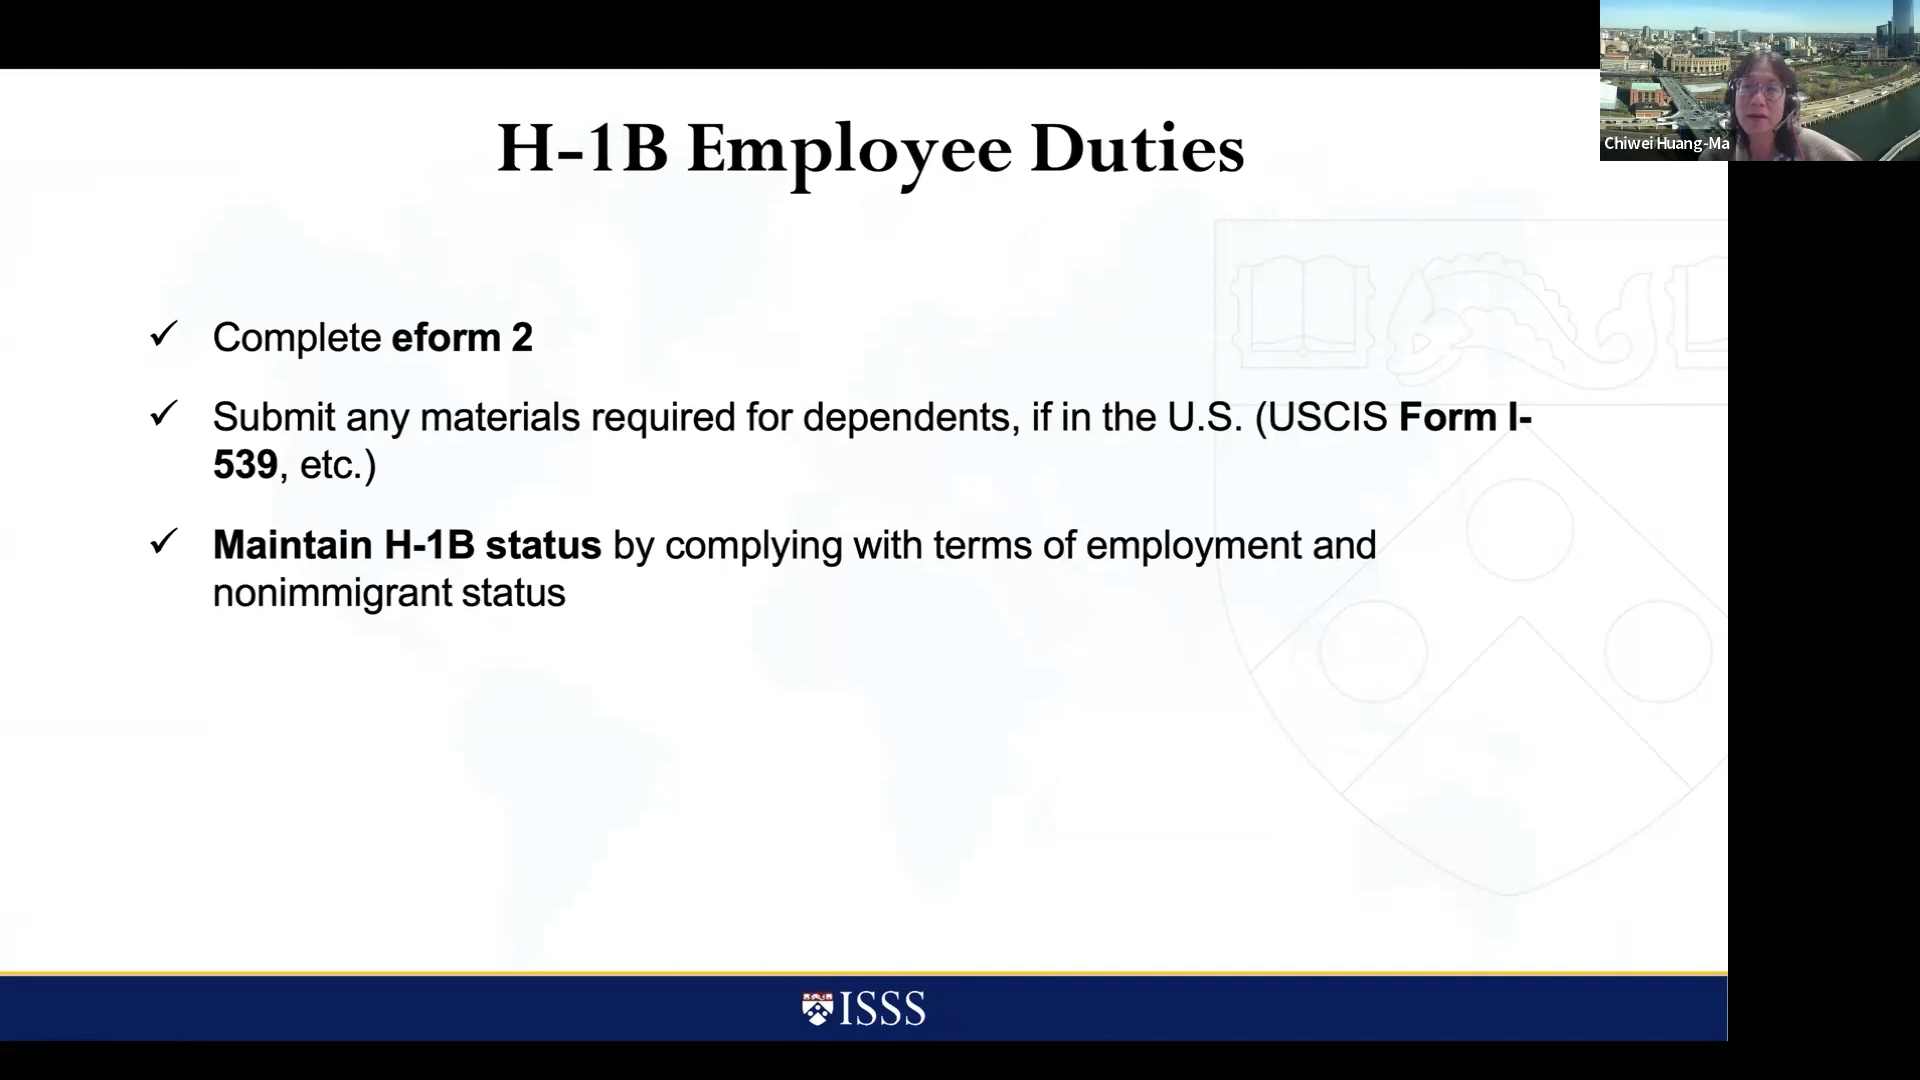 H-1B Employee Duties
Chiwei Huang-Ma
✓ Complete eform 2
✓ Submit any materials required for dependents, if in the U.S. (USCIS Form I-
539, etc.)
✓ Maintain H-1B status by complying with terms of employment and
nonimmigrant status
ISSS